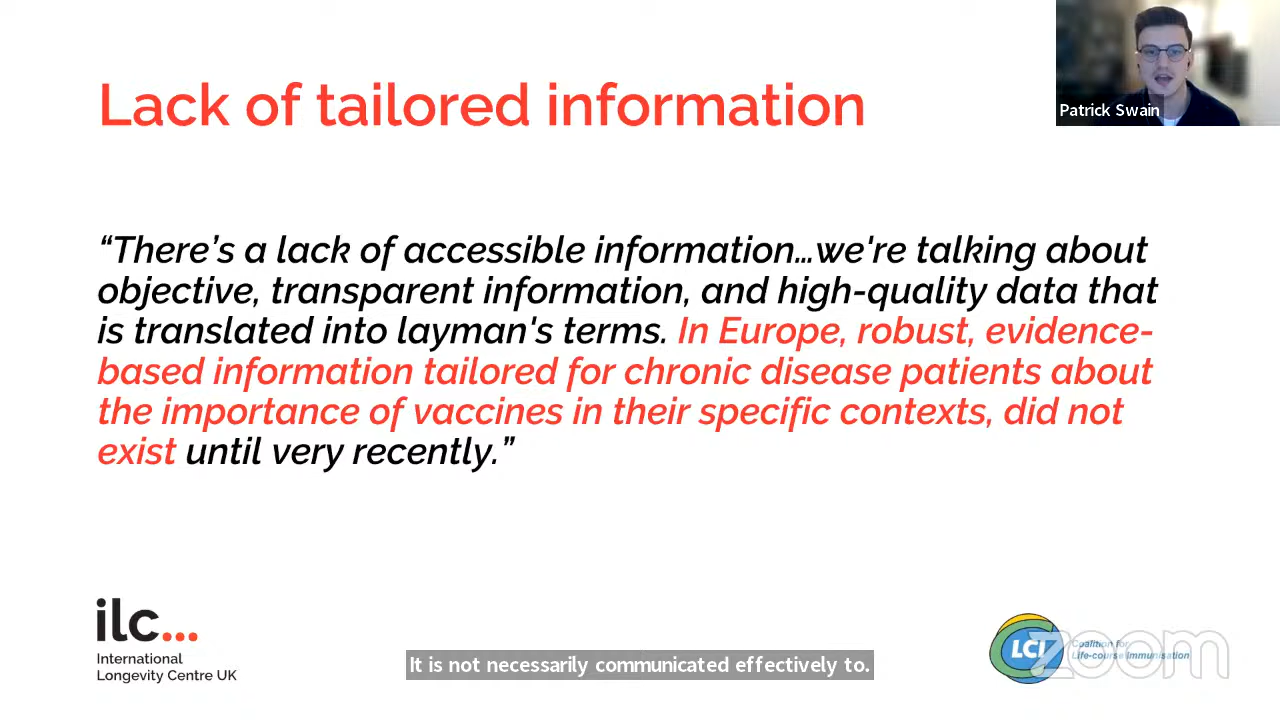 Lack of tailored information
Patrick Swain
“There’s a lack of accessible information...we're talking about
objective, transparent information, and high-quality data that
is translated into layman's terms. In Europe, robust, evidence-
based information tailored for chronic disease patients about
the importance of vaccines in their specific contexts, did not
exist until very recently.”
ilc...
International
Longevity Centre UK
It is not necessarily communicated effectively to.
LCI
Coalition for
Life-course Immunisation
zoom